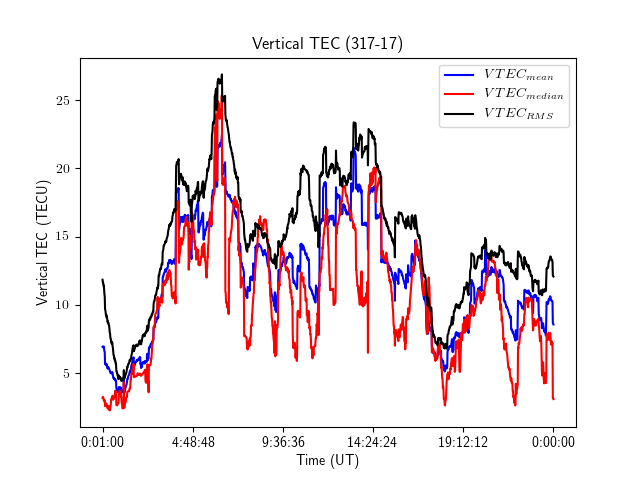 Vertical TEC (317-17)
VTEC_mean
VTEC_median
VTEC_RMS
25
20
15
10
5
Vertical TEC (TECU)
0:01:00 4:48:48 9:36:36 14:24:24 19:12:12 0:00:00
Time (UT)